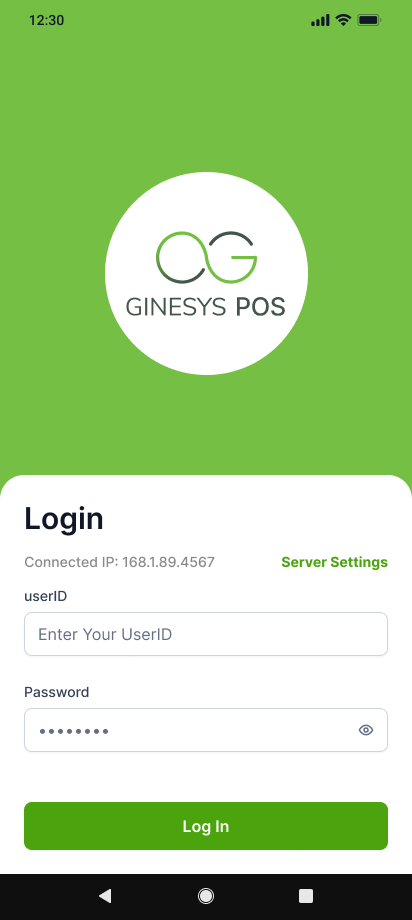 12:30
GINESYS POS
Login
Connected IP: 168.1.89.4567 Server Settings
userID
Enter Your UserID
Password
••••••••
Log In